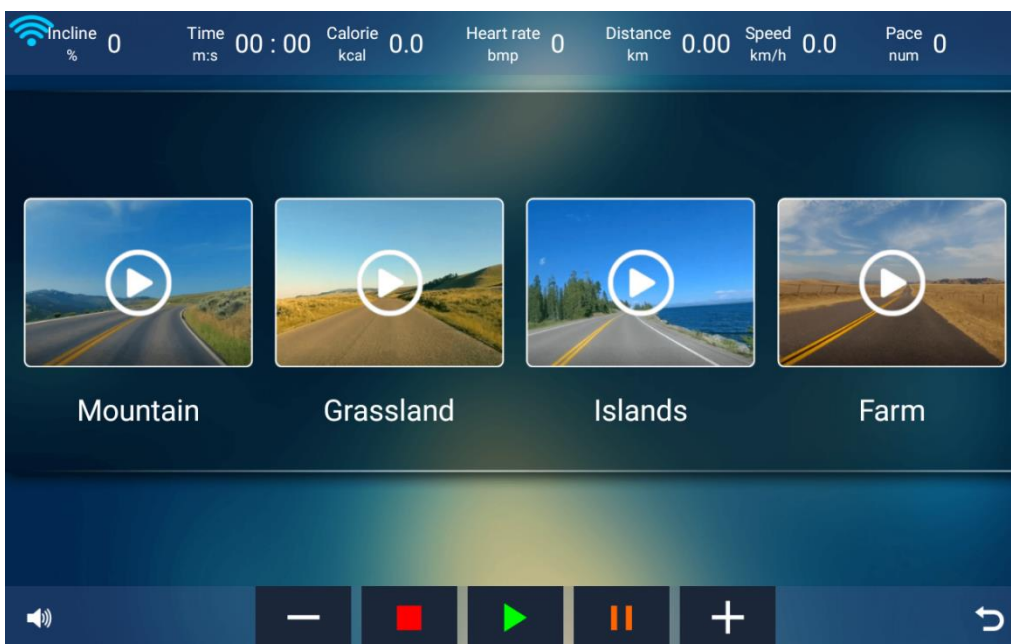 Incline % 0
Time m:s 00 : 00
Calorie kcal 0.0
Heart rate bmp 0
Distance km 0.00
Speed km/h 0.0
Pace num 0
Mountain
Grassland
Islands
Farm